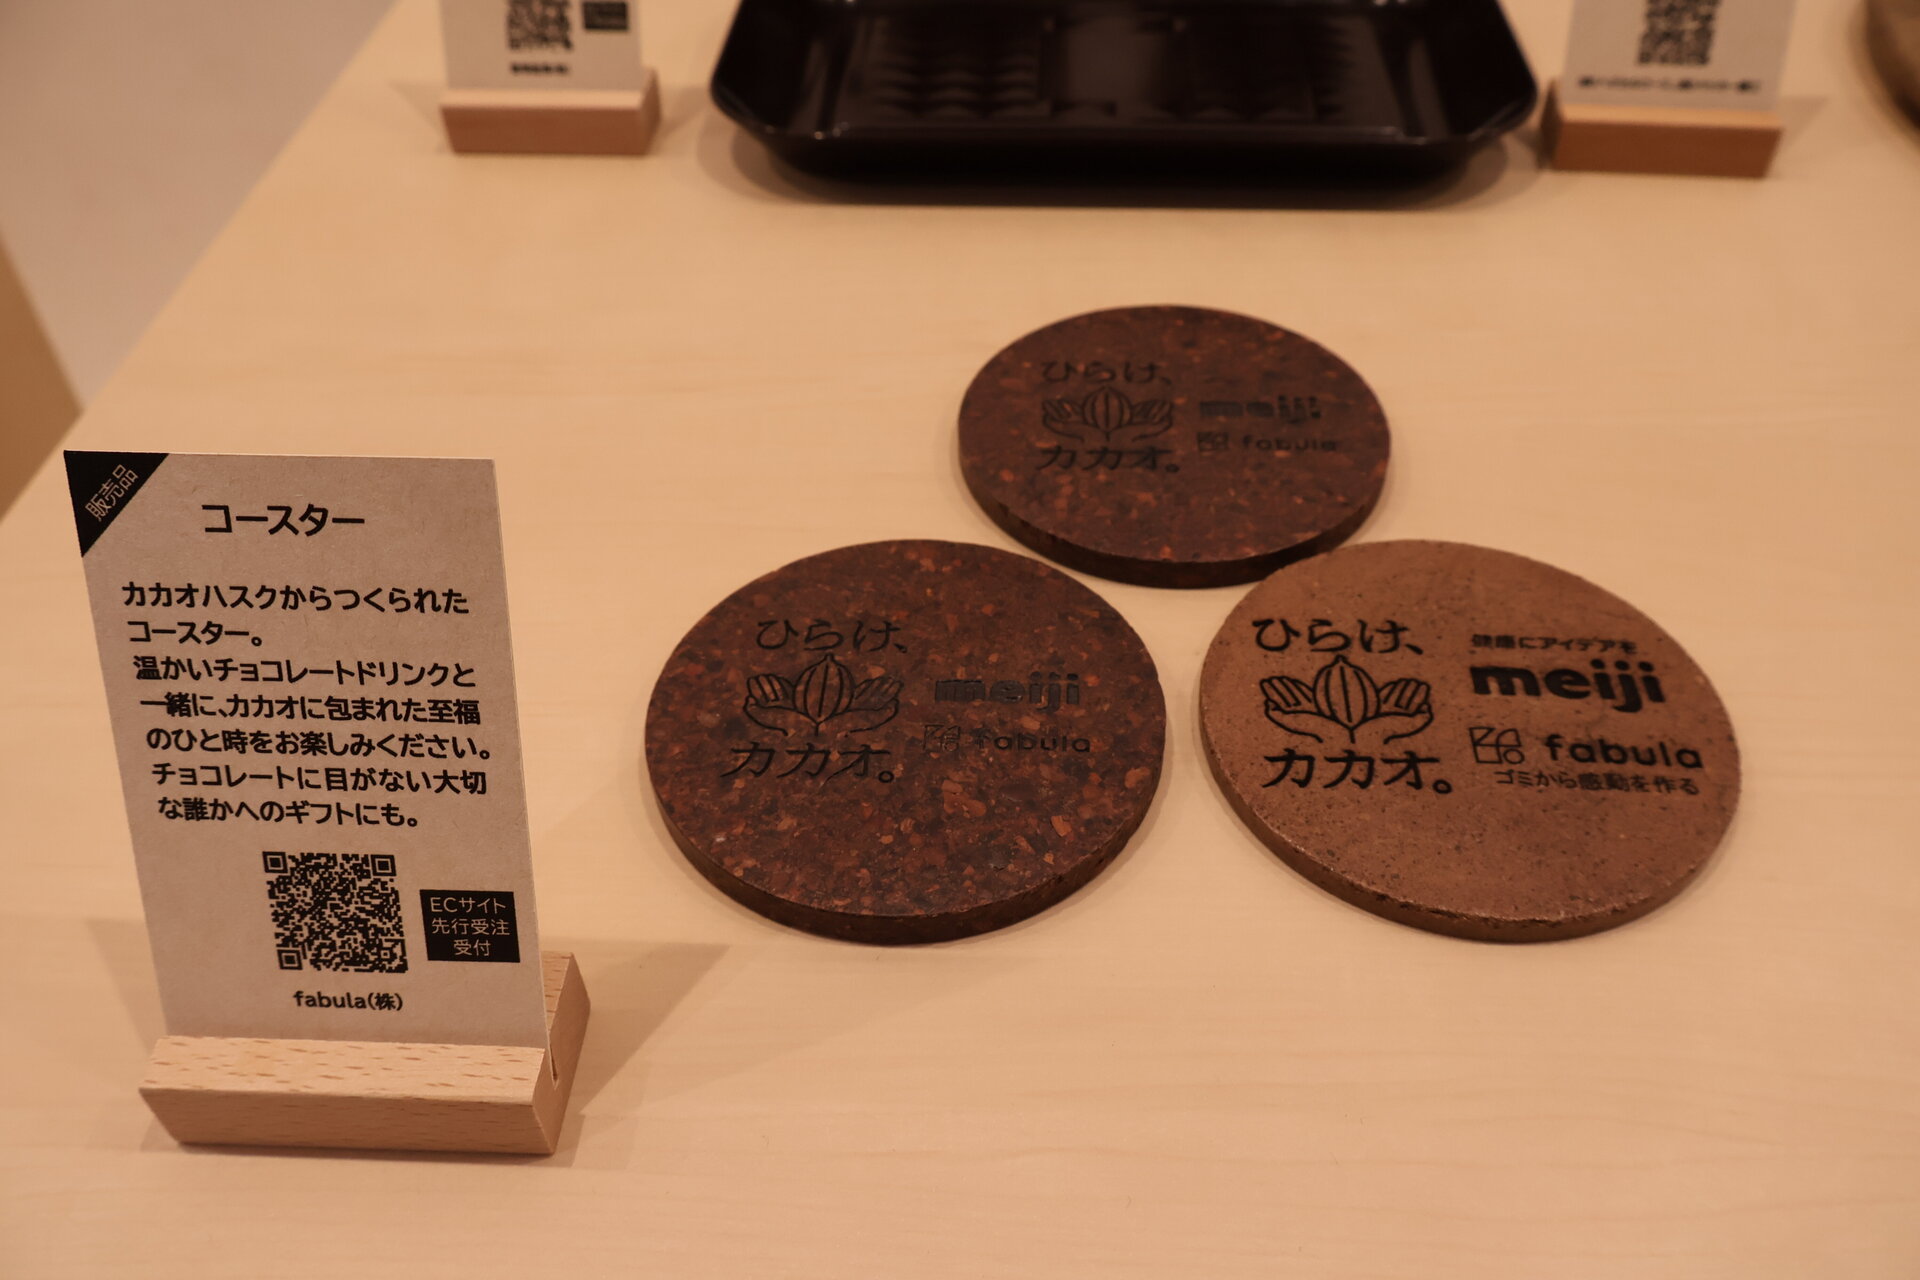 販売品
コースター
カカオハスクからつくられた
コースター。
温かいチョコレートドリンクと
一緒に、カカオに包まれた至福
のひと時をお楽しみください。
チョコレートに目がない大切
な誰かへのギフトにも。
ECサイト
先行受注
受付
fabula(株)
ひらけ、
カカオ。
meiji
fabula
ひらけ、
カカオ。
meiji
fabula
ひらけ、
カカオ。
健康にアイデアを
meiji
fabula
ゴミから感動を作る